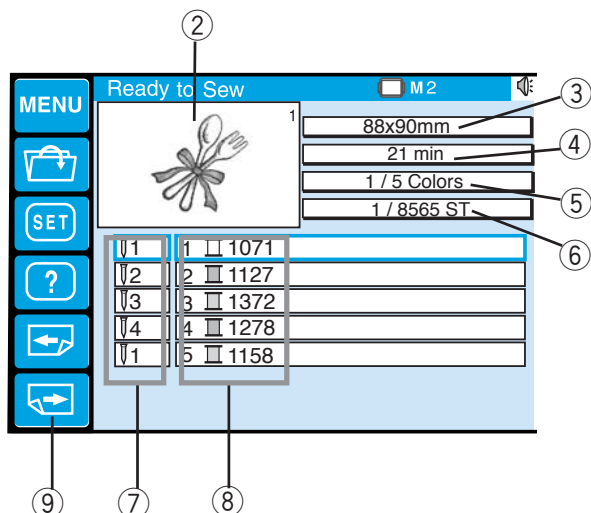 ②
MENU
Ready to Sew
M2
1
88x90mm
③
21 min
④
1 / 5 Colors
⑤
1 / 8565 ST
⑥
SET
?
1 1 1071
2 2 1127
3 3 1372
4 4 1278
1 5 1158
⑨ ⑦ ⑧